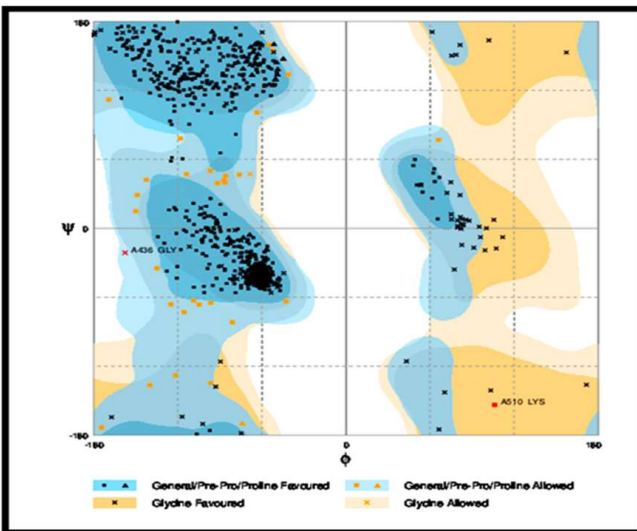 180
Ψ 0
A436 GLY
A510 LYS
-180
-180 0 180
Φ
General/Pre-Pro/Proline Favoured General/Pre-Pro/Proline Allowed
Glycine Favoured Glycine Allowed